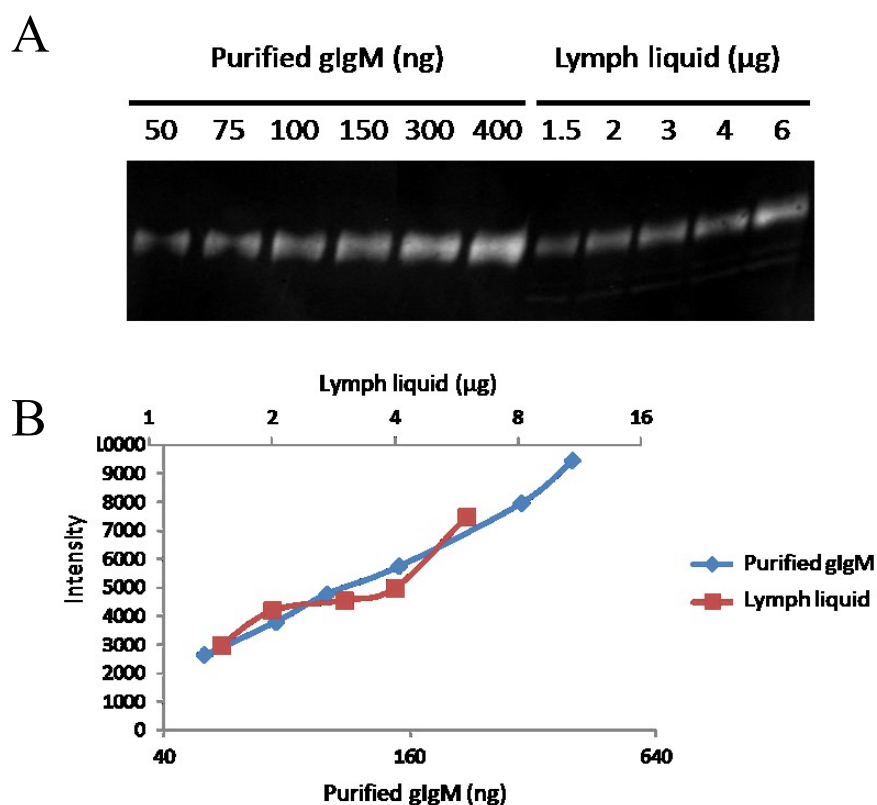 A
Purified gIgM (ng) Lymph liquid (µg)
50 75 100 150 300 400 1.5 2 3 4 6
B
Lymph liquid (µg)
1 2 4 8 16
10000
9000
8000
7000
6000
5000
4000
3000
2000
1000
0
Intensity
40 160 640
Purified gIgM (ng)
Purified gIgM
Lymph liquid